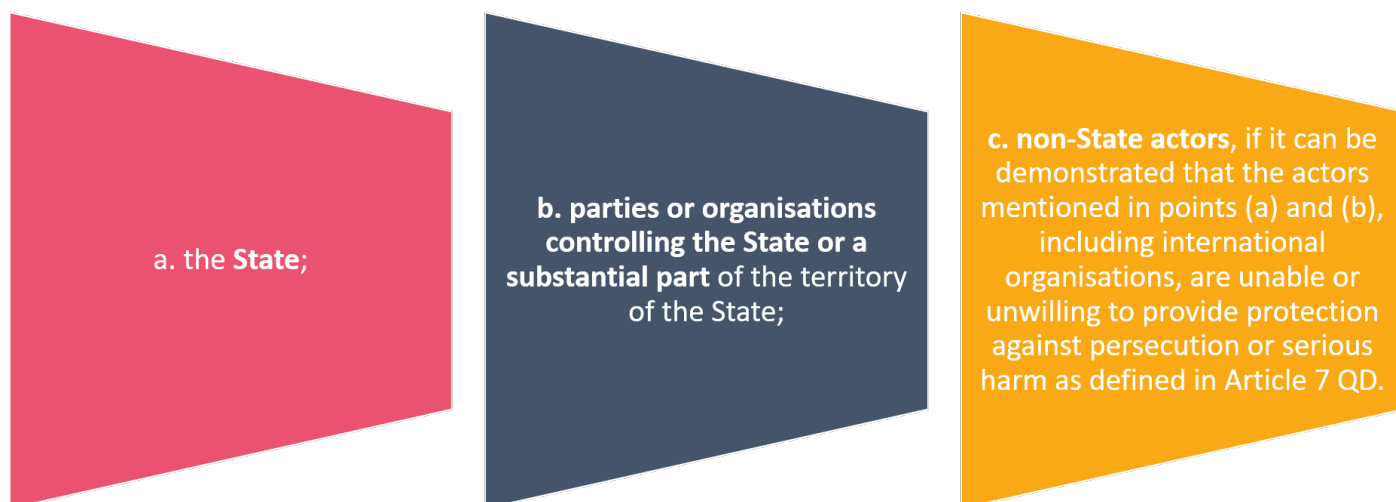 a. the State;
b. parties or organisations
controlling the State or a
substantial part of the territory
of the State;
c. non-State actors, if it can be
demonstrated that the actors
mentioned in points (a) and (b),
including international
organisations, are unable or
unwilling to provide protection
against persecution or serious
harm as defined in Article 7 QD.